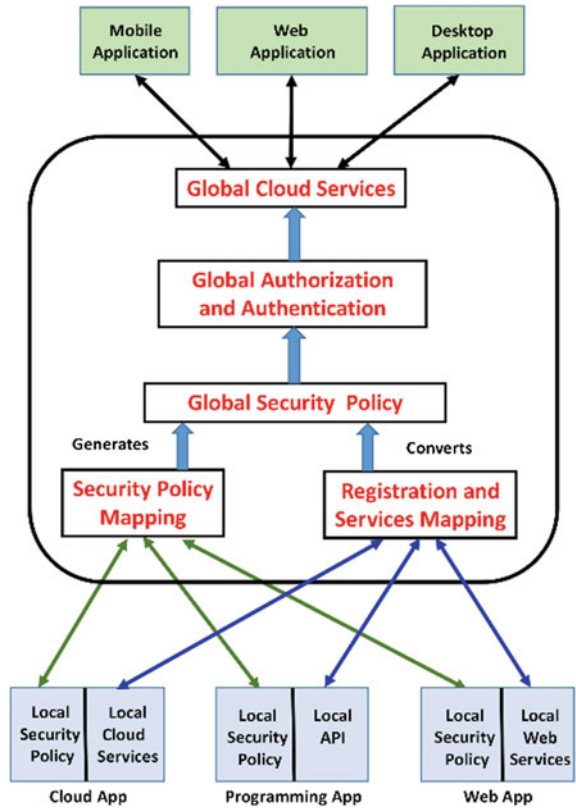 Mobile
Application
Web
Application
Desktop
Application
Global Cloud Services
Global Authorization
and Authentication
Global Security Policy
Generates
Converts
Security Policy
Mapping
Registration and
Services Mapping
Local
Security
Policy
Local
Cloud
Services
Local
Security
Policy
Local
API
Local
Security
Policy
Local
Web
Services
Cloud App
Programming App
Web App